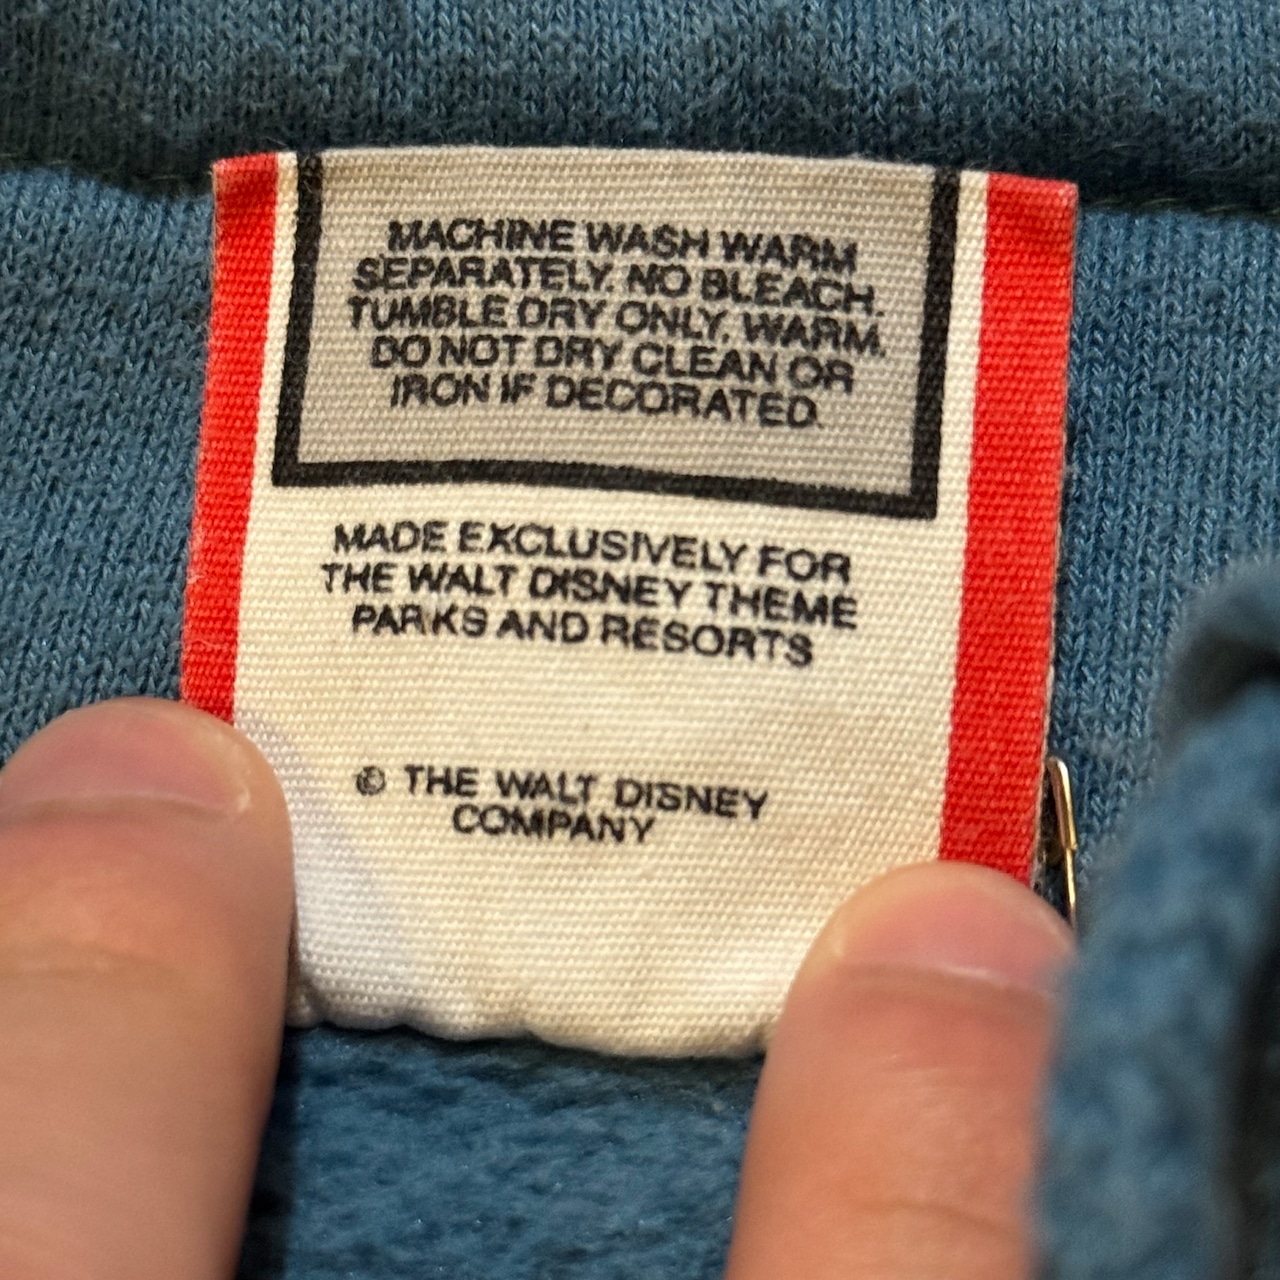 MACHINE WASH WARM
SEPARATELY. NO BLEACH.
TUMBLE DRY ONLY, WARM.
DO NOT DRY CLEAN OR
IRON IF DECORATED.
MADE EXCLUSIVELY FOR
THE WALT DISNEY THEME
PARKS AND RESORTS
© THE WALT DISNEY
COMPANY